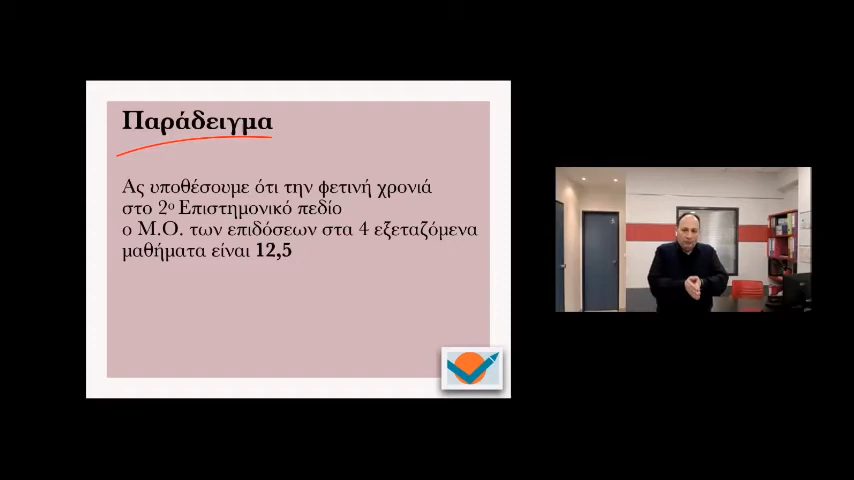 Παράδειγμα
Ας υποθέσουμε ότι την φετινή χρονιά
στο 2ο Επιστημονικό πεδίο
ο Μ.Ο. των επιδόσεων στα 4 εξεταζόμενα
μαθήματα είναι 12,5